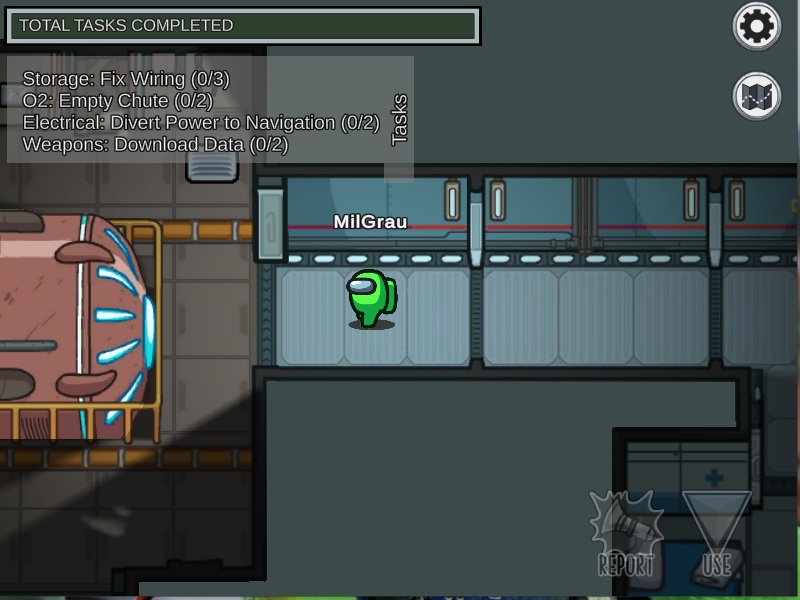 TOTAL TASKS COMPLETED
Storage: Fix Wiring (0/3)
O2: Empty Chute (0/2)
Electrical: Divert Power to Navigation (0/2)
Weapons: Download Data (0/2)
Tasks
MilGrau
REPORT
USE